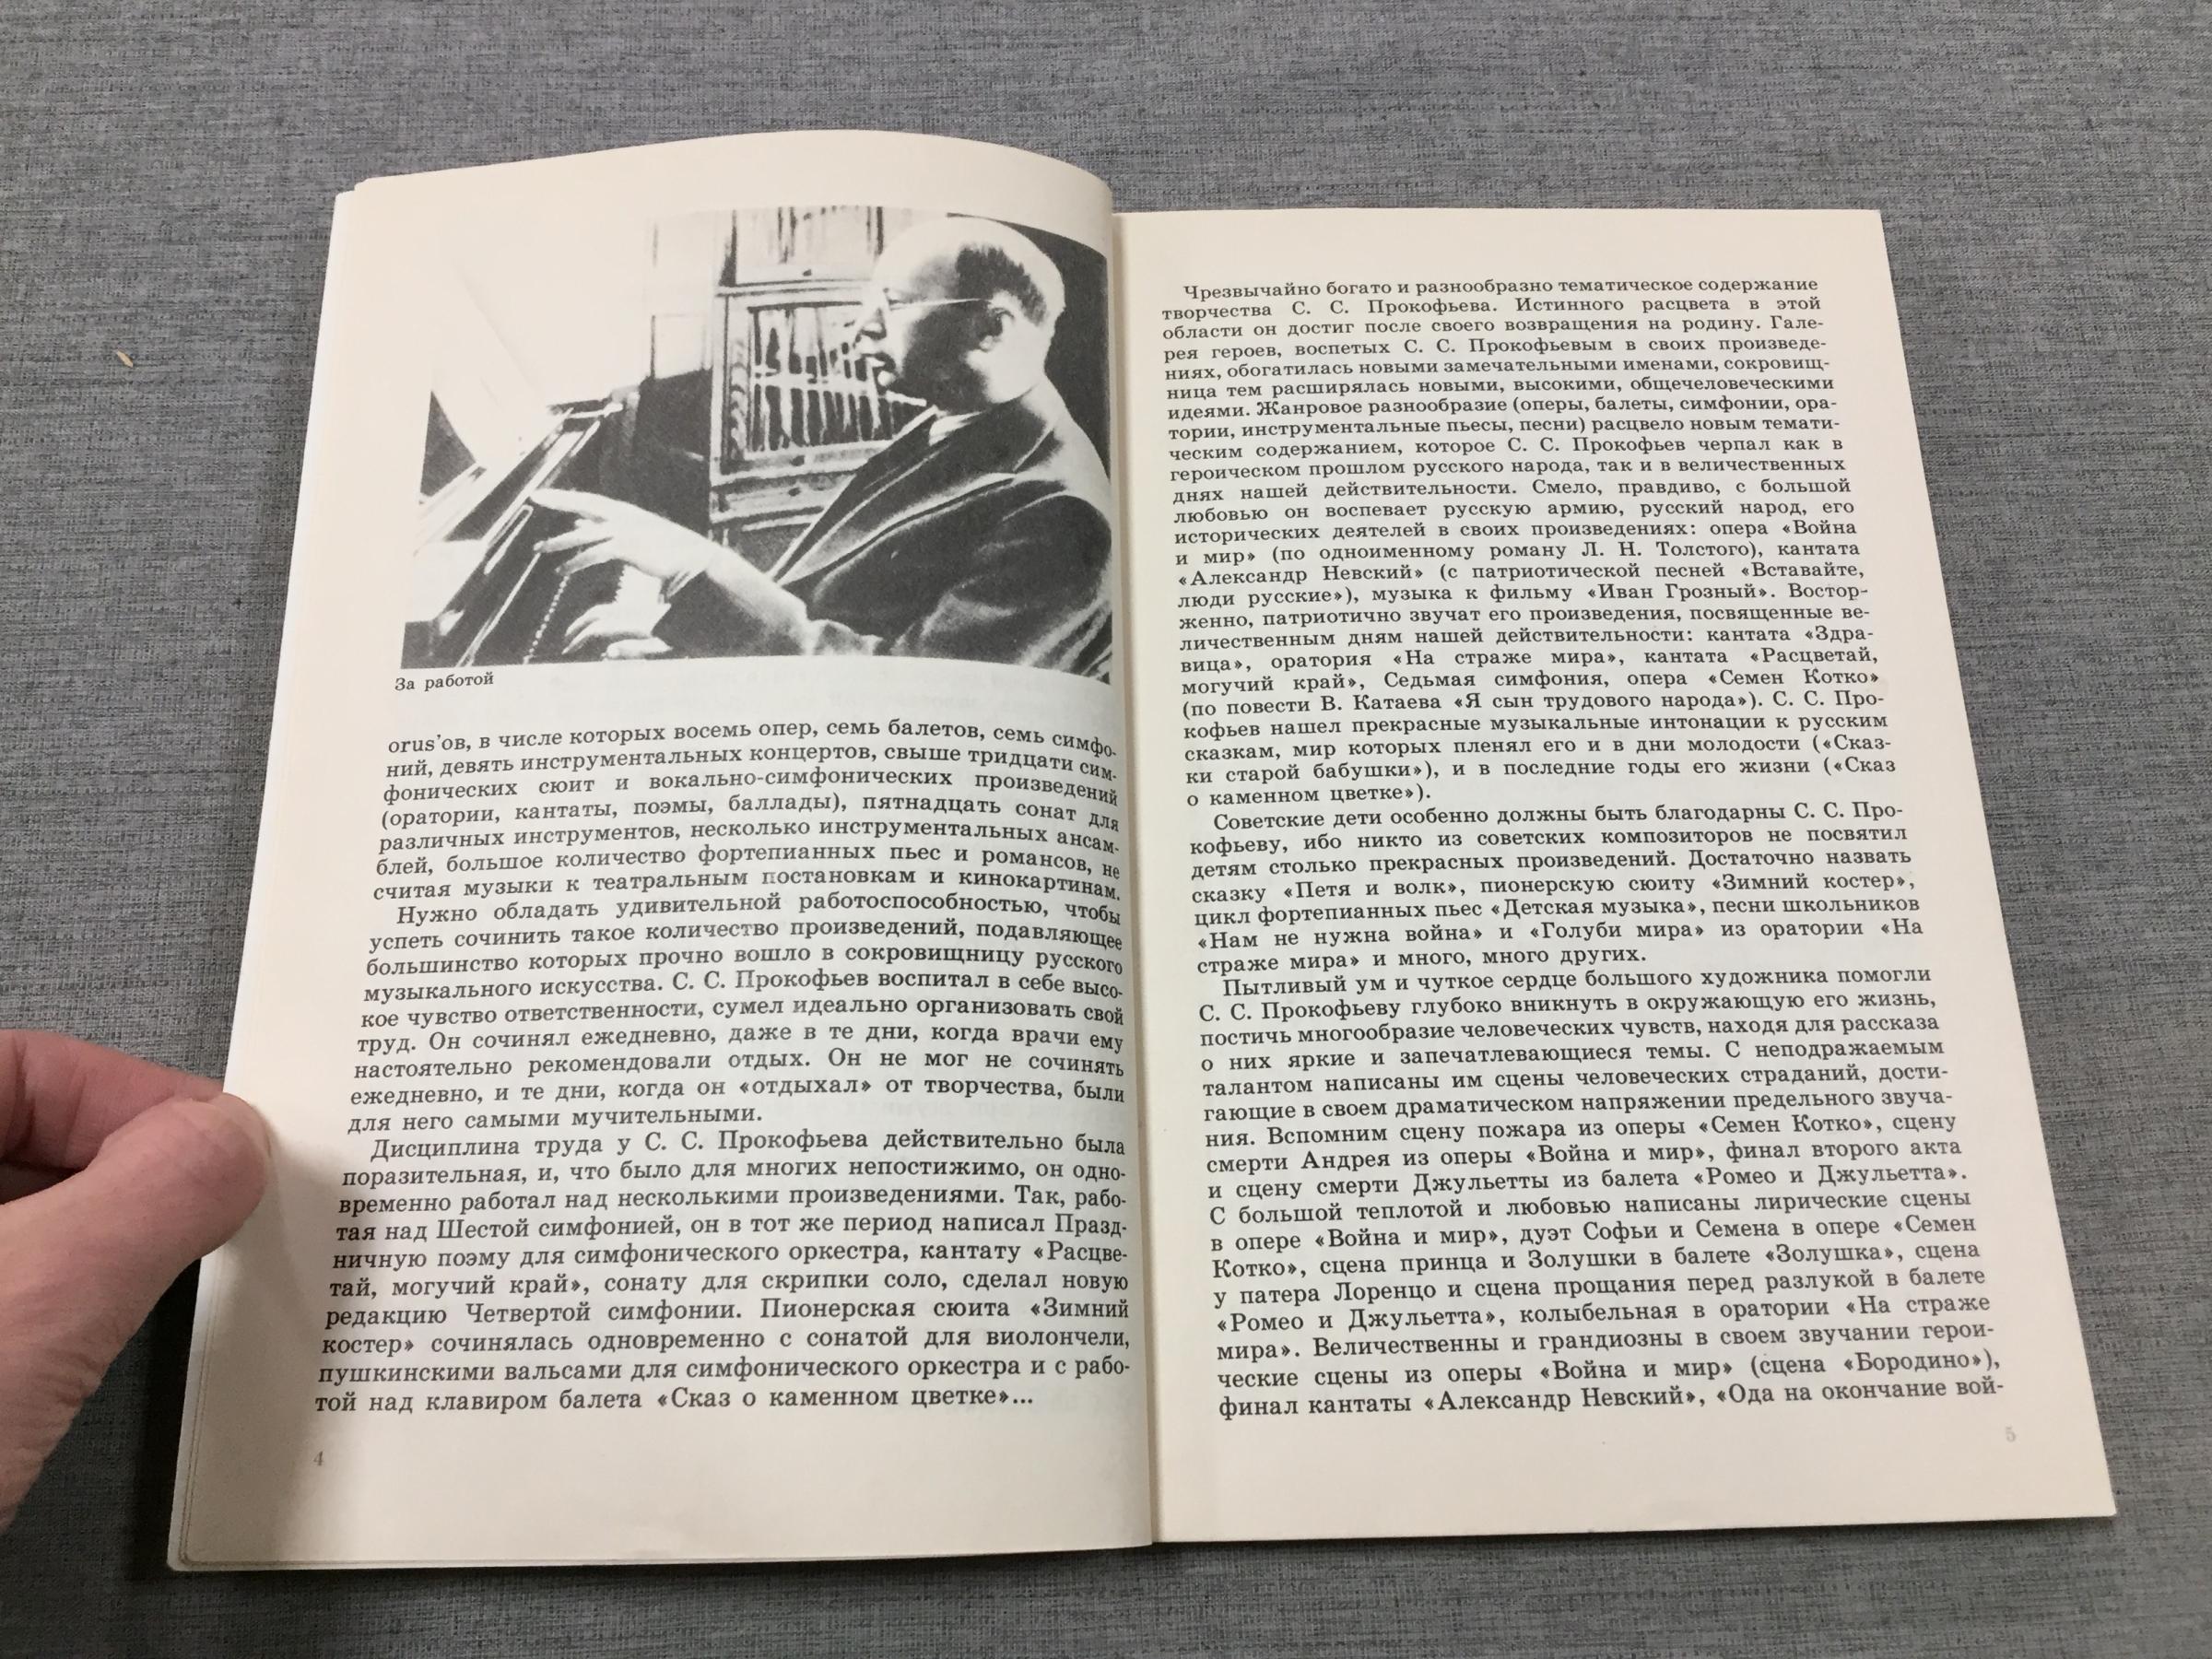 За работой
orus'ов, в числе которых восемь опер, семь балетов, семь симфо-
ний, девять инструментальных концертов, свыше тридцати сим-
фонических сюит и вокально-симфонических произведений
(оратории, кантаты, поэмы, баллады), пятнадцать сонат для
различных инструментов, несколько инструментальных ансам-
блей, большое количество фортепианных пьес и романсов, не
считая музыки к театральным постановкам и кинокартинам.
Нужно обладать удивительной работоспособностью, чтобы
успеть сочинить такое количество произведений, подавляющее
большинство которых прочно вошло в сокровищницу русского
музыкального искусства. С. С. Прокофьев воспитал в себе высо-
кое чувство ответственности, сумел идеально организовать свой
труд. Он сочинял ежедневно, даже в те дни, когда врачи ему
настоятельно рекомендовали отдых. Он не мог не сочинять
ежедневно, и те дни, когда он «отдыхал» от творчества, были
для него самыми мучительными.
Дисциплина труда у С. С. Прокофьева действительно была
поразительная, и, что было для многих непостижимо, он одно-
временно работал над несколькими произведениями. Так, рабо-
тая над Шестой симфонией, он в тот же период написал Празд-
ничную поэму для симфонического оркестра, кантату «Расцве-
тай, могучий край», сонату для скрипки соло, сделал новую
редакцию Четвертой симфонии. Пионерская сюита «Зимний
костер» сочинялась одновременно с сонатой для виолончели,
пушкинскими вальсами для симфонического оркестра и с рабо-
той над клавиром балета «Сказ о каменном цветке»...
4
Чрезвычайно богато и разнообразно тематическое содержание
творчества С. С. Прокофьева. Истинного расцвета в этой
области он достиг после своего возвращения на родину. Гале-
рея героев, воспетых С. С. Прокофьевым в своих произведе-
ниях, обогатилась новыми замечательными именами, сокровищ-
ница тем расширялась новыми, высокими, общечеловеческими
идеями. Жанровое разнообразие (оперы, балеты, симфонии, ора-
тории, инструментальные пьесы, песни) расцвело новым темати-
ческим содержанием, которое С. С. Прокофьев черпал как в
героическом прошлом русского народа, так и в величественных
днях нашей действительности. Смело, правдиво, с большой
любовью он воспевает русскую армию, русский народ, его
исторических деятелей в своих произведениях: опера «Война
и мир» (по одноименному роману Л. Н. Толстого), кантата
«Александр Невский» (с патриотической песней «Вставайте,
люди русские»), музыка к фильму «Иван Грозный». Востор-
женно, патриотично звучат его произведения, посвященные ве-
личественным дням нашей действительности: кантата «Здра-
вица», оратория «На страже мира», кантата «Расцветай,
могучий край», Седьмая симфония, опера «Семен Котко»
(по повести В. Катаева «Я сын трудового народа»). С. С. Про-
кофьев нашел прекрасные музыкальные интонации к русским
сказкам, мир которых пленял его и в дни молодости («Сказ-
ки старой бабушки»), и в последние годы его жизни («Сказ
о каменном цветке»).
Советские дети особенно должны быть благодарны С. С. Про-
кофьеву, ибо никто из советских композиторов не посвятил
детям столько прекрасных произведений. Достаточно назвать
сказку «Петя и волк», пионерскую сюиту «Зимний костер»,
цикл фортепианных пьес «Детская музыка», песни школьников
«Нам не нужна война» и «Голуби мира» из оратории «На
страже мира» и много, много других.
Пытливый ум и чуткое сердце большого художника помогли
С. С. Прокофьеву глубоко вникнуть в окружающую его жизнь,
постичь многообразие человеческих чувств, находя для рассказа
о них яркие и запечатлевающиеся темы. С неподражаемым
талантом написаны им сцены человеческих страданий, дости-
гающие в своем драматическом напряжении предельного звуча-
ния. Вспомним сцену пожара из оперы «Семен Котко», сцену
смерти Андрея из оперы «Война и мир», финал второго акта
и сцену смерти Джульетты из балета «Ромео и Джульетта».
С большой теплотой и любовью написаны лирические сцены
в опере «Война и мир», дуэт Софьи и Семена в опере «Семен
Котко», сцена принца и Золушки в балете «Золушка», сцена
у патера Лоренцо и сцена прощания перед разлукой в балете
«Ромео и Джульетта», колыбельная в оратории «На страже
мира». Величественны и грандиозны в своем звучании герои-
ческие сцены из оперы «Война и мир» (сцена «Бородино»),
финал кантаты «Александр Невский», «Ода на окончание вой-
5